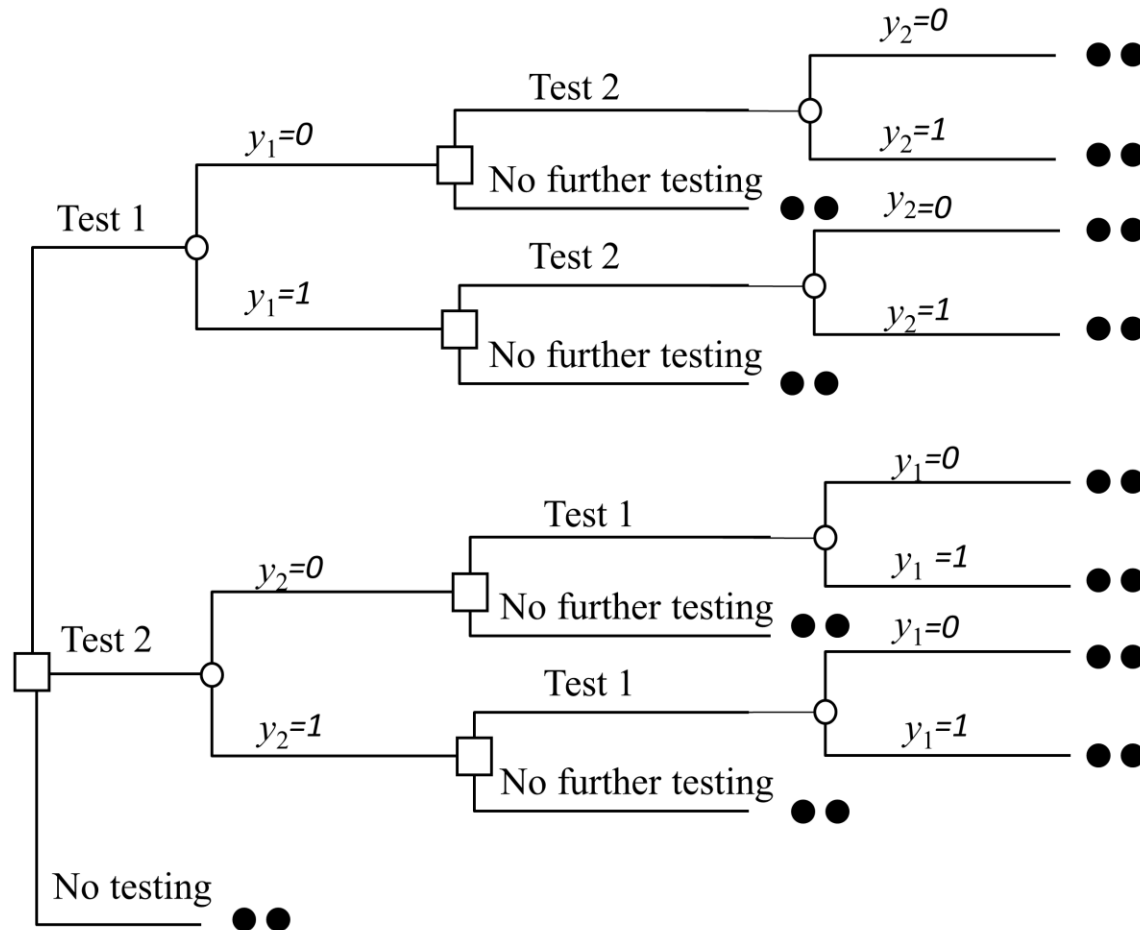 y₂=0
Test 2
y₁=0
y₂=1
No further testing
Test 1
y₂=0
Test 2
y₁=1
y₂=1
No further testing
y₁=0
Test 1
y₂=0
y₁ =1
No further testing
y₁=0
Test 2
Test 1
y₂=1
y₁=1
No further testing
No testing